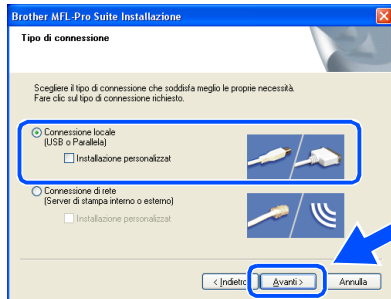 Brother MFL-Pro Suite Installazione
Tipo di connessione
Scegliere il tipo di connessione che soddisfa meglio le proprie necessità.
Fare clic sul tipo di connessione richiesto.
Connessione locale
(USB o Parallela)
Installazione personalizzat
Connessione di rete
(Server di stampa interno o esterno)
Installazione personalizzat
< Indietro
Avanti >
Annulla